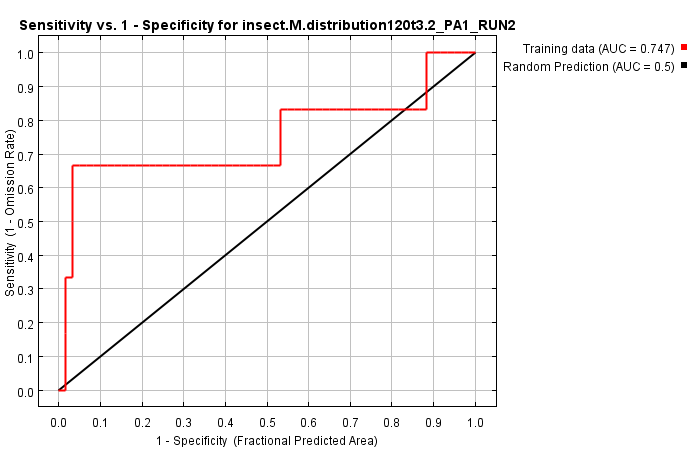 Sensitivity vs. 1 - Specificity for insect.M.distribution120t3.2_PA1_RUN2
Training data (AUC = 0.747)
Random Prediction (AUC = 0.5)
Sensitivity (1 - Omission Rate)
1.0
0.9
0.8
0.7
0.6
0.5
0.4
0.3
0.2
0.1
0.0
0.0 0.1 0.2 0.3 0.4 0.5 0.6 0.7 0.8 0.9 1.0
1 - Specificity (Fractional Predicted Area)